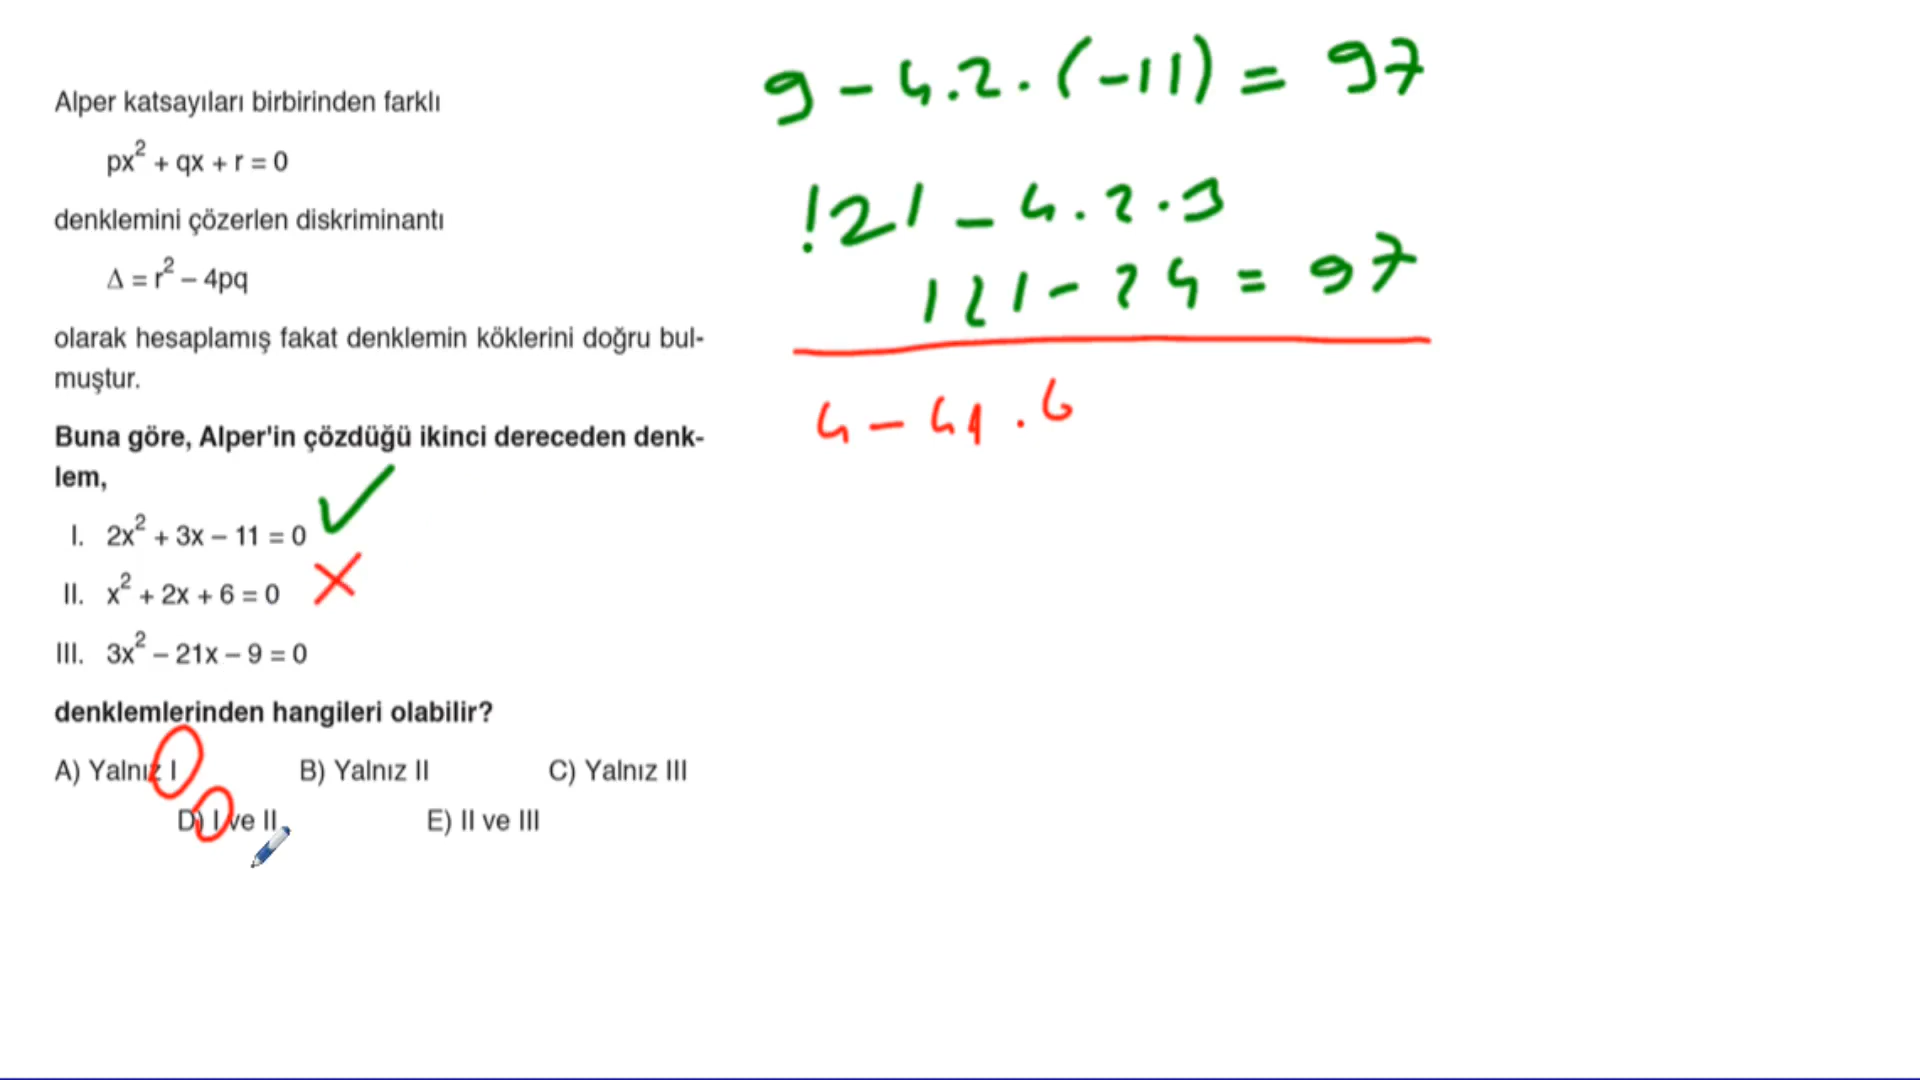 Alper katsayıları birbirinden farklı
px² + qx + r = 0
denklemini çözerlen diskriminantı
Δ = r² – 4pq
olarak hesaplamış fakat denklemin köklerini doğru bul-
muştur.
Buna göre, Alper'in çözdüğü ikinci dereceden denk-
lem,
I. 2x² + 3x – 11 = 0
II. x² + 2x + 6 = 0
III. 3x² – 21x – 9 = 0
denklemlerinden hangileri olabilir?
A) Yalnız I B) Yalnız II C) Yalnız III
D) I ve II E) II ve III
9 – 4.2.(–11) = 97
121 – 4.2.3
121 – 24 = 97
4 – 41.6